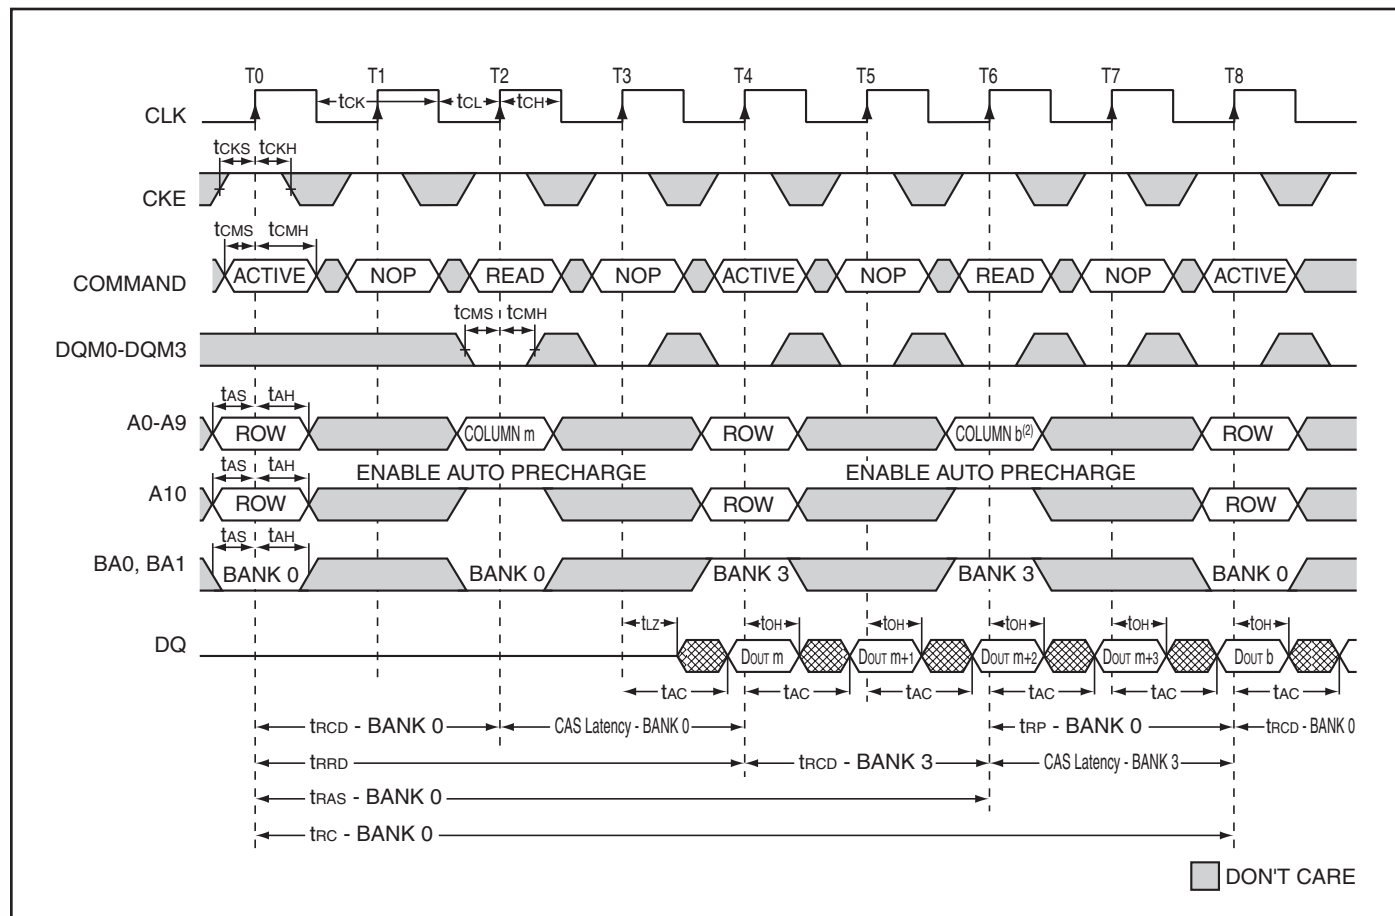 T0 T1 T2 T3 T4 T5 T6 T7 T8
tCK tCL tCH
CLK
tCKS tCKH
CKE
tCMS tCMH
COMMAND ACTIVE NOP READ NOP ACTIVE NOP READ NOP ACTIVE
tCMS tCMH
DQM0-DQM3
tAS tAH
A0-A9 ROW COLUMN m ROW COLUMN b(2) ROW
tAS tAH ENABLE AUTO PRECHARGE ENABLE AUTO PRECHARGE
A10 ROW ROW ROW
tAS tAH
BA0, BA1 BANK 0 BANK 0 BANK 3 BANK 3 BANK 0
tLZ tOH tOH tOH tOH tOH
DQ DOUT m DOUT m+1 DOUT m+2 DOUT m+3 DOUT b
tAC tAC tAC tAC tAC tAC
tRCD - BANK 0 CAS Latency - BANK 0 tRP - BANK 0 tRCD - BANK 0
tRRD tRCD - BANK 3 CAS Latency - BANK 3
tRAS - BANK 0
tRC - BANK 0
DON'T CARE